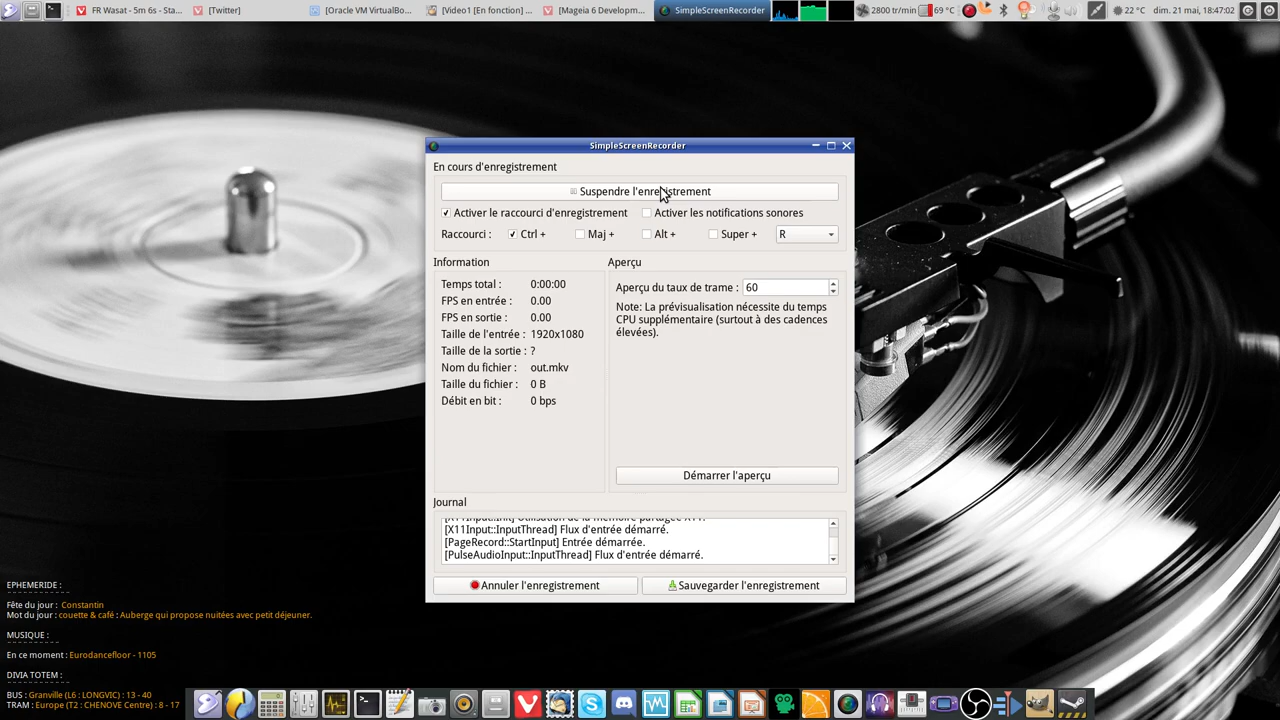 FR Wasat - 5m 6s - Sta...
[Twitter]
[Oracle VM VirtualBo...
[Video1 [En fonction] ...
[Mageia 6 Developm...
SimpleScreenRecorder
2800 tr/min
69 °C
22 °C
dim. 21 mai, 18:47:02
SimpleScreenRecorder
En cours d'enregistrement
Suspendre l'enregistrement
Activer le raccourci d'enregistrement
Activer les notifications sonores
Raccourci :
Ctrl +
Maj +
Alt +
Super +
R
Information
Temps total : 0:00:00
FPS en entrée : 0.00
FPS en sortie : 0.00
Taille de l'entrée : 1920x1080
Taille de la sortie : ?
Nom du fichier : out.mkv
Taille du fichier : 0 B
Débit en bit : 0 bps
Aperçu
Aperçu du taux de trame : 60
Note: La prévisualisation nécessite du temps
CPU supplémentaire (surtout à des cadences
élevées).
Démarrer l'aperçu
Journal
[X11Input::InputThread] Flux d'entrée démarré.
[PageRecord::StartInput] Entrée démarrée.
[PulseAudioInput::InputThread] Flux d'entrée démarré.
Annuler l'enregistrement
Sauvegarder l'enregistrement
EPHEMERIDE :
Fête du jour : Constantin
Mot du jour : couette & café : Auberge qui propose nuitées avec petit déjeuner.
MUSIQUE :
En ce moment : Eurodancefloor - 1105
DIVIA TOTEM :
BUS : Granville (L6 : LONGVIC) : 13 - 40
TRAM : Europe (T2 : CHENOVE Centre) : 8 - 17